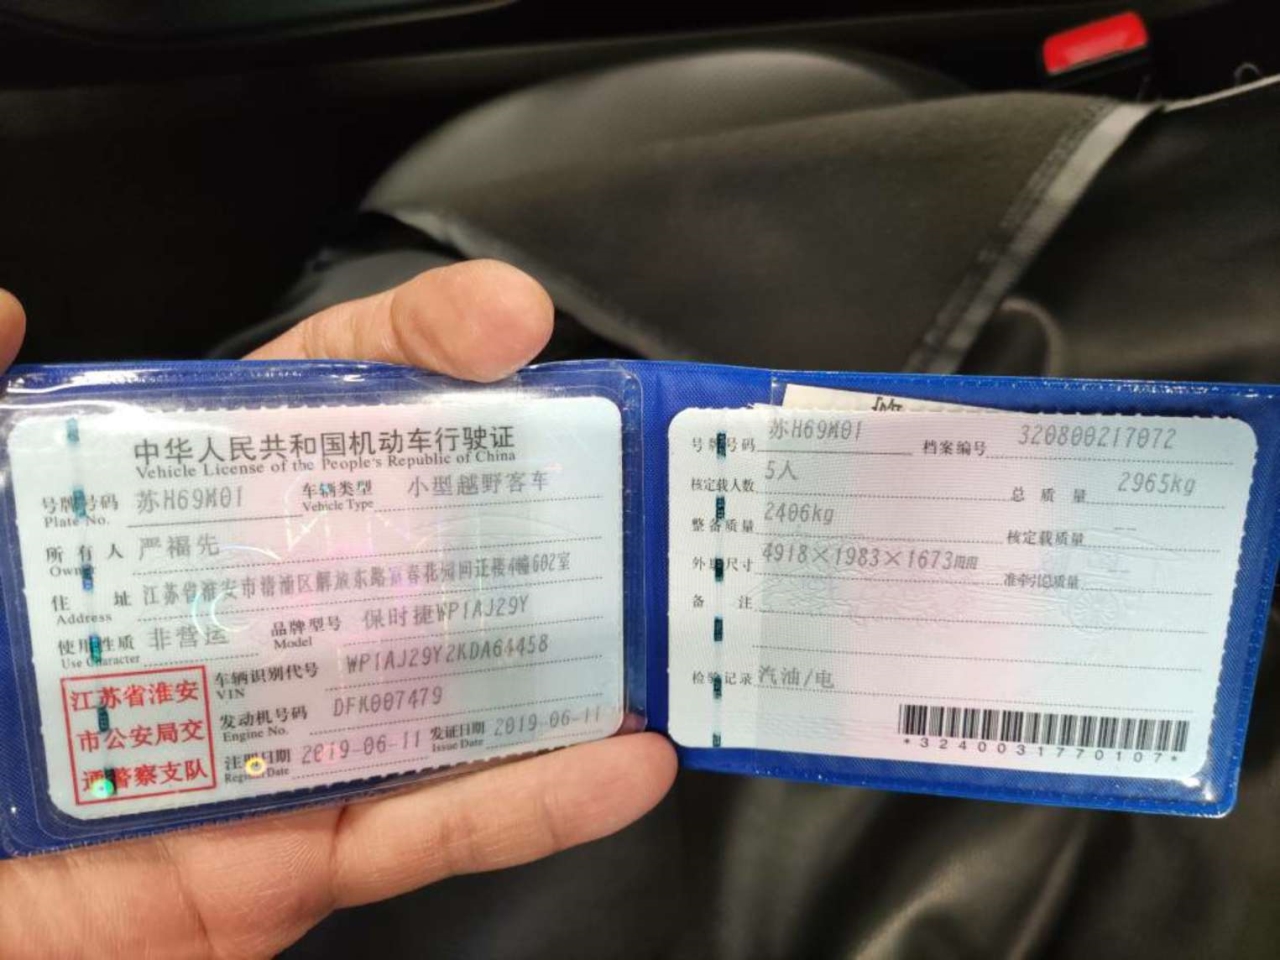 中华人民共和国机动车行驶证
Vehicle License of the People's Republic of China
号牌号码 苏H69M01 车辆类型 小型越野客车
Plate No. Vehicle Type
所有人 严福先
Owner
住址 江苏省淮安市清浦区解放东路富春花园 602室
Address
使用性质 非营运 品牌型号 保时捷WP1AJ29Y
Use Character Model
车辆识别代号 WP1AJ29Y2KDA64458
VIN
发动机号码 DFK007479
Engine No.
注册日期 2019-06-11 发证日期 2019-06-11
Register Date Issue Date
江苏省淮安
市公安局交
通警察支队
号牌号码 苏H69M01 档案编号 320800217072
核定载人数 5人 总质量 2965kg
整备质量 2406kg 核定载质量 --
外廓尺寸 4918×1983×1673 准牵引总质量
备注
检验记录 汽油/电
*3240031770107*